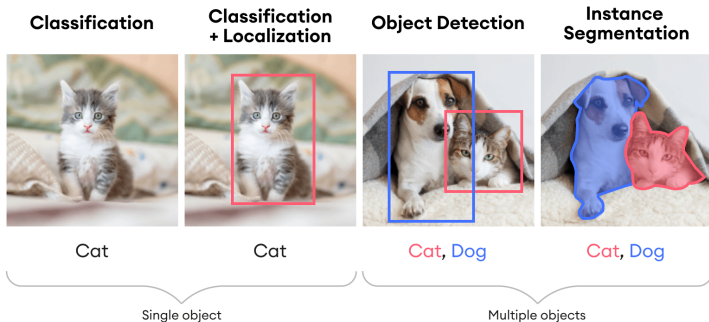 Classification
Classification
+ Localization
Object Detection
Instance
Segmentation
Cat
Cat
Cat, Dog
Cat, Dog
Single object
Multiple objects